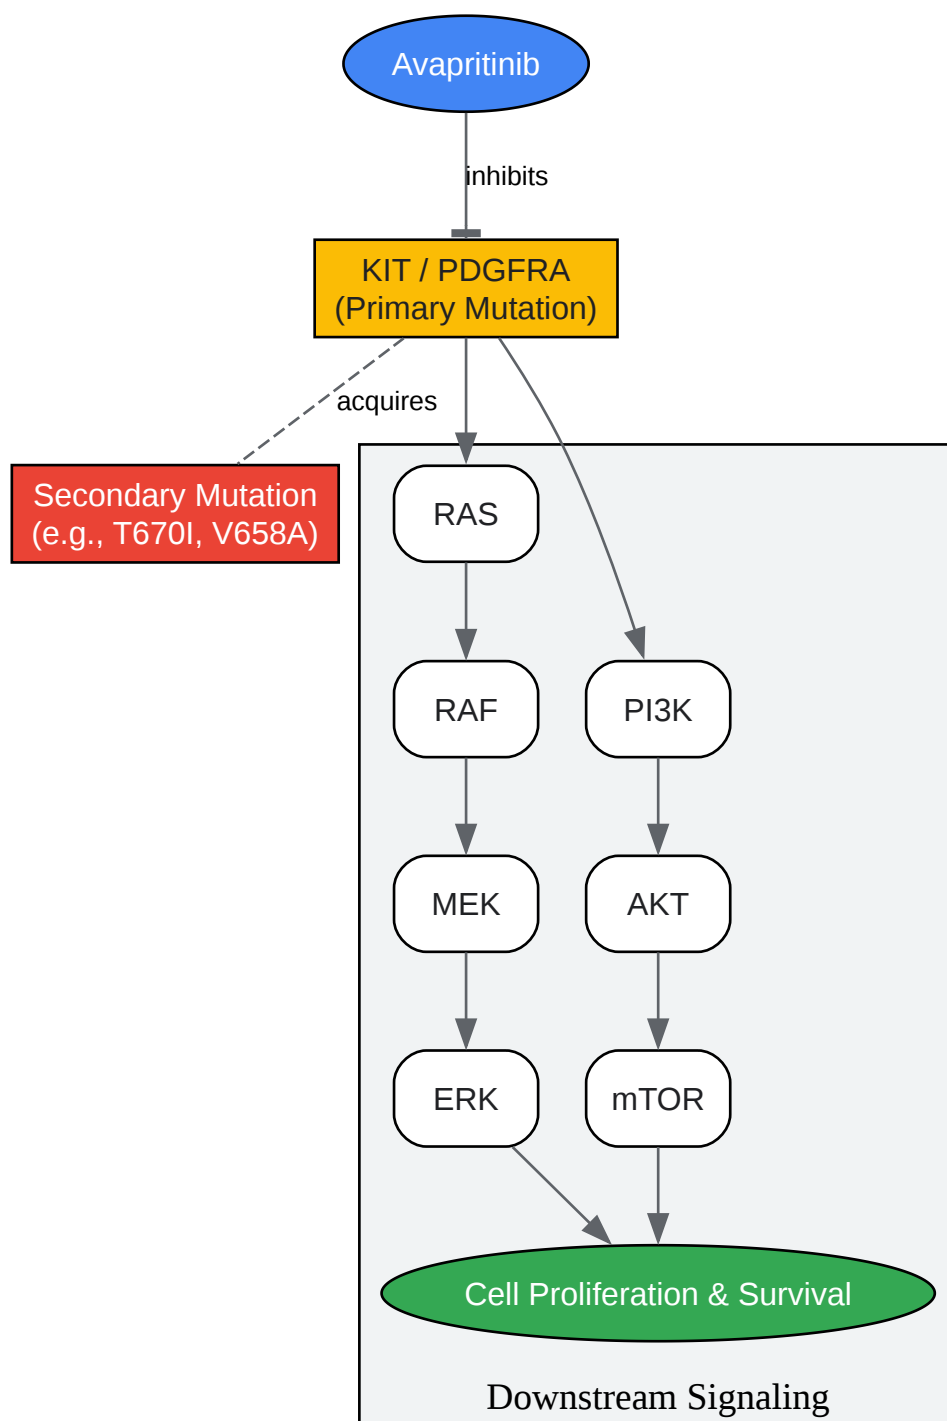 Avapritinib
inhibits
KIT / PDGFRA
(Primary Mutation)
acquires
Secondary Mutation
(e.g., T670I, V658A)
RAS
RAF
PI3K
MEK
AKT
ERK
mTOR
Cell Proliferation & Survival
Downstream Signaling